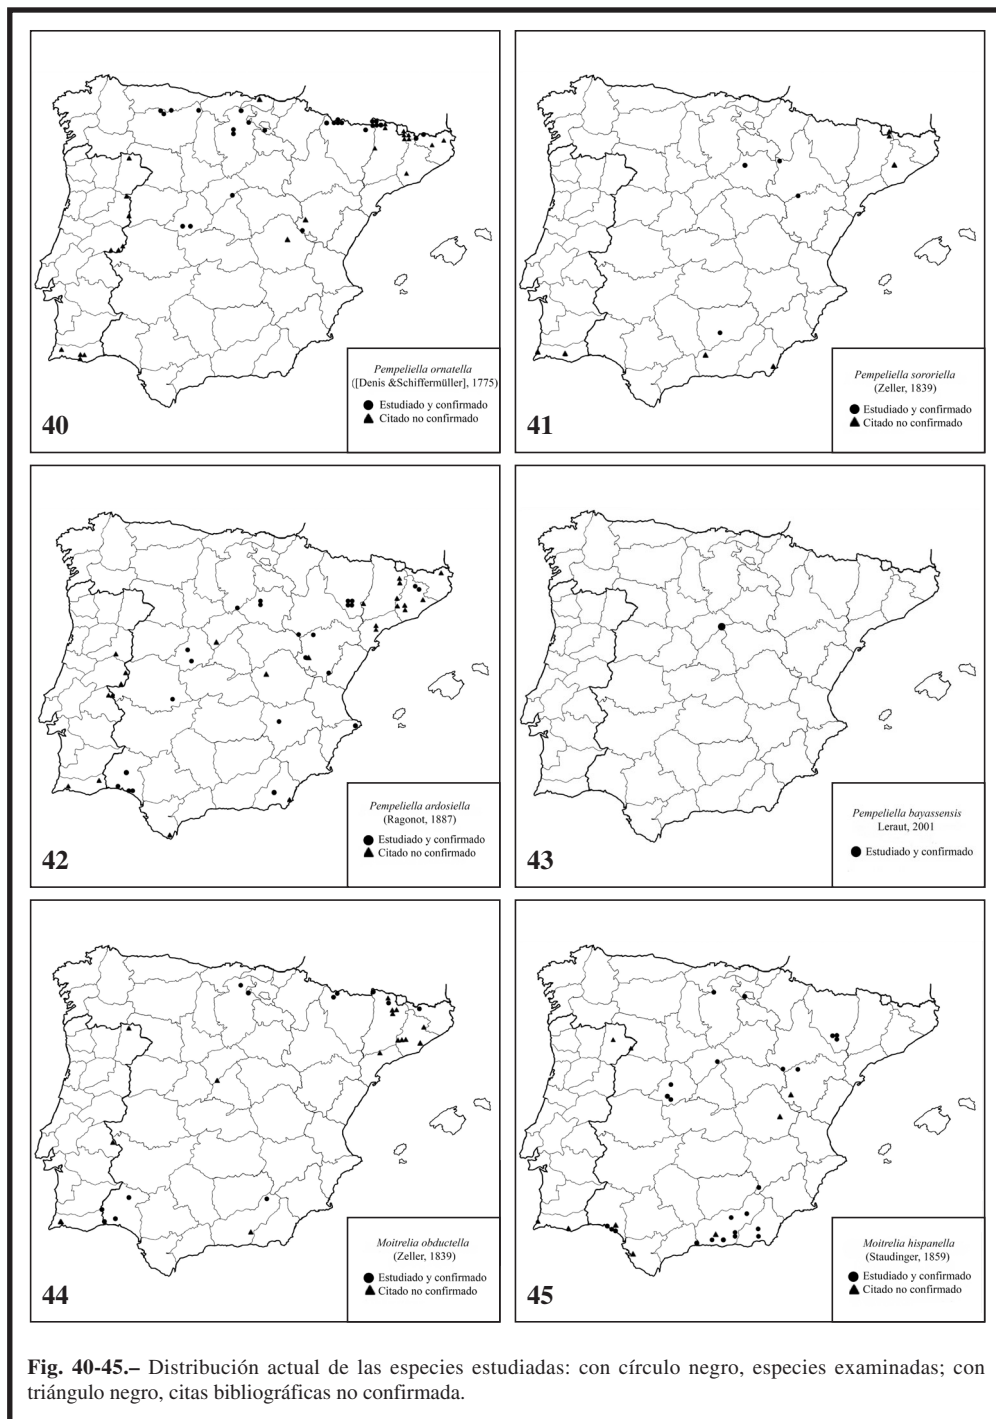 Pempeliella ornatella
([Denis &Schiffermüller], 1775)
Estudiado y confirmado
Citado no confirmado
40
Pempeliella sororiella
(Zeller, 1839)
Estudiado y confirmado
Citado no confirmado
41
Pempeliella ardosiella
(Ragonot, 1887)
Estudiado y confirmado
Citado no confirmado
42
Pempeliella bayassensis
Leraut, 2001
Estudiado y confirmado
43
Moitrelia obductella
(Zeller, 1839)
Estudiado y confirmado
Citado no confirmado
44
Moitrelia hispanella
(Staudinger, 1859)
Estudiado y confirmado
Citado no confirmado
45
Fig. 40-45.– Distribución actual de las especies estudiadas: con círculo negro, especies examinadas; con
triángulo negro, citas bibliográficas no confirmada.